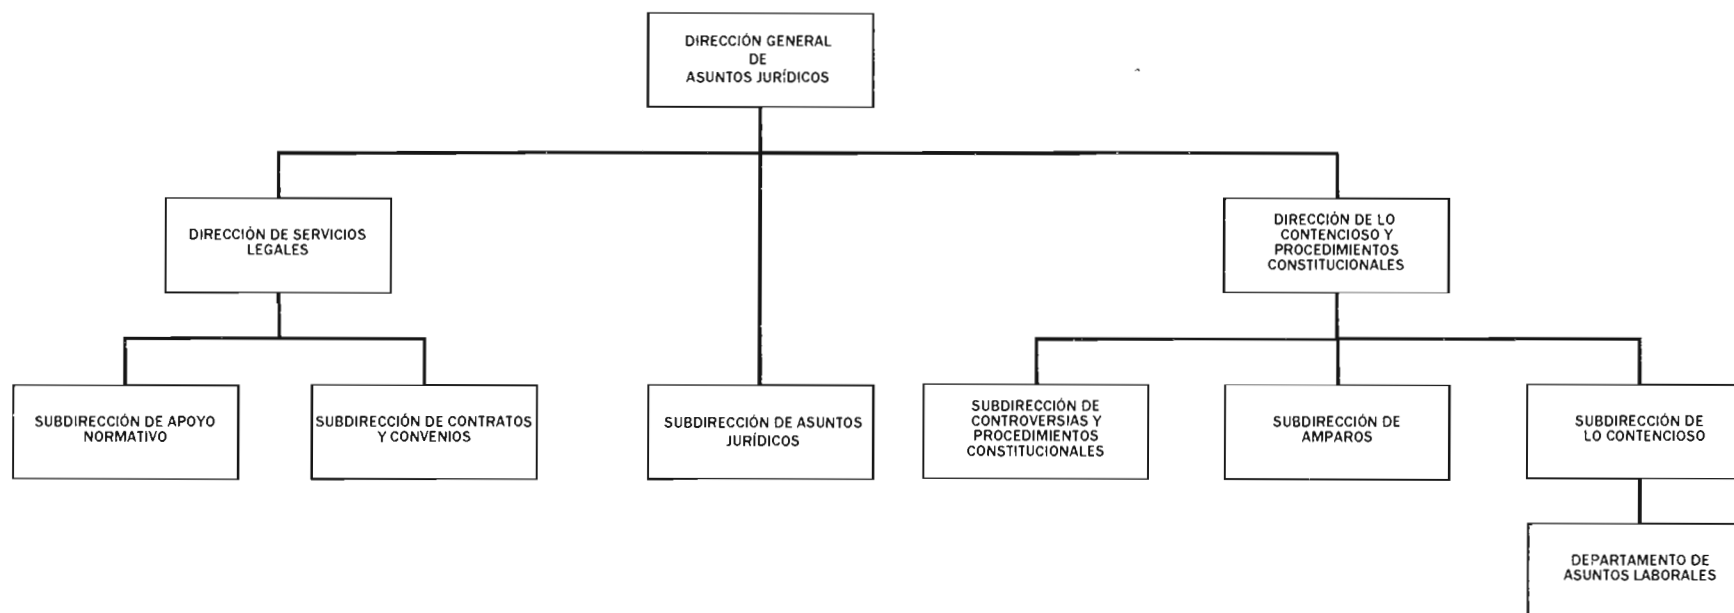 DIRECCIÓN GENERAL
DE
ASUNTOS JURÍDICOS
DIRECCIÓN DE SERVICIOS
LEGALES
DIRECCIÓN DE LO
CONTENCIOSO Y
PROCEDIMIENTOS
CONSTITUCIONALES
SUBDIRECCIÓN DE APOYO
NORMATIVO
SUBDIRECCIÓN DE CONTRATOS
Y CONVENIOS
SUBDIRECCIÓN DE ASUNTOS
JURÍDICOS
SUBDIRECCIÓN DE
CONTROVERSIAS Y
PROCEDIMIENTOS
CONSTITUCIONALES
SUBDIRECCIÓN DE
AMPAROS
SUBDIRECCIÓN DE
LO CONTENCIOSO
DEPARTAMENTO DE
ASUNTOS LABORALES